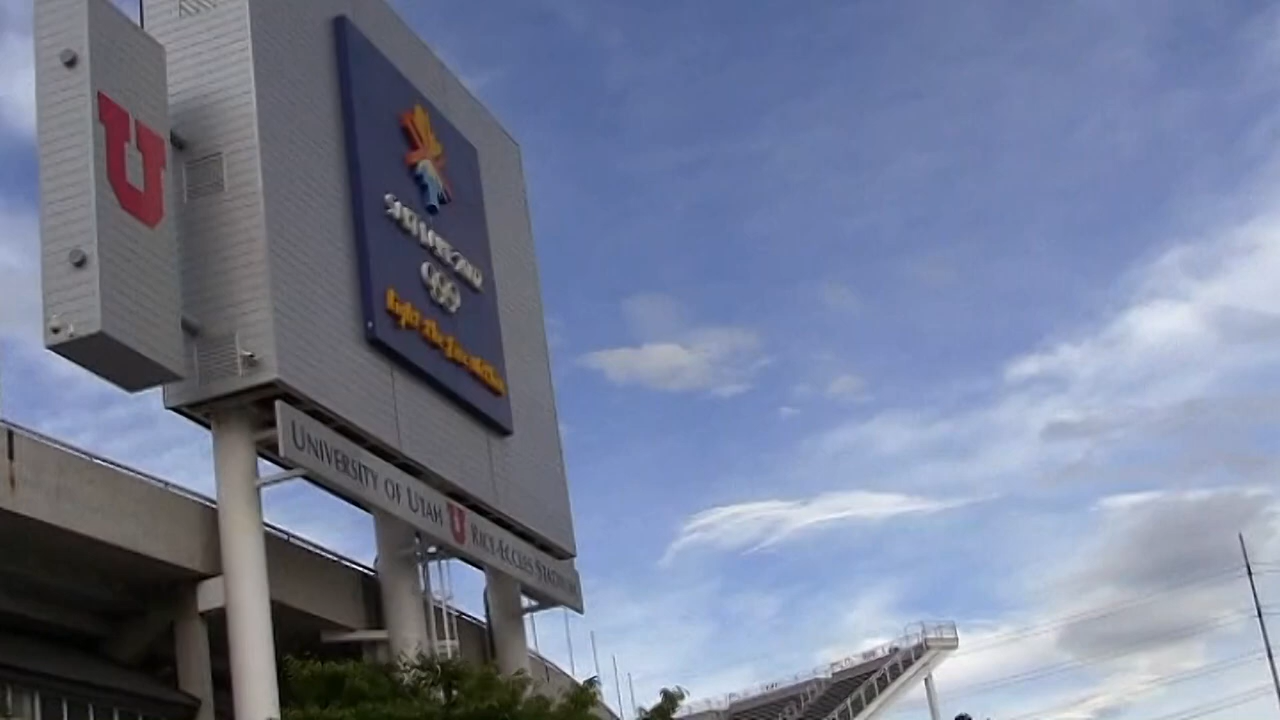 U
SALT LAKE 2002
Light The Fire Within
UNIVERSITY OF UTAH U RICE-ECCLES STADIUM